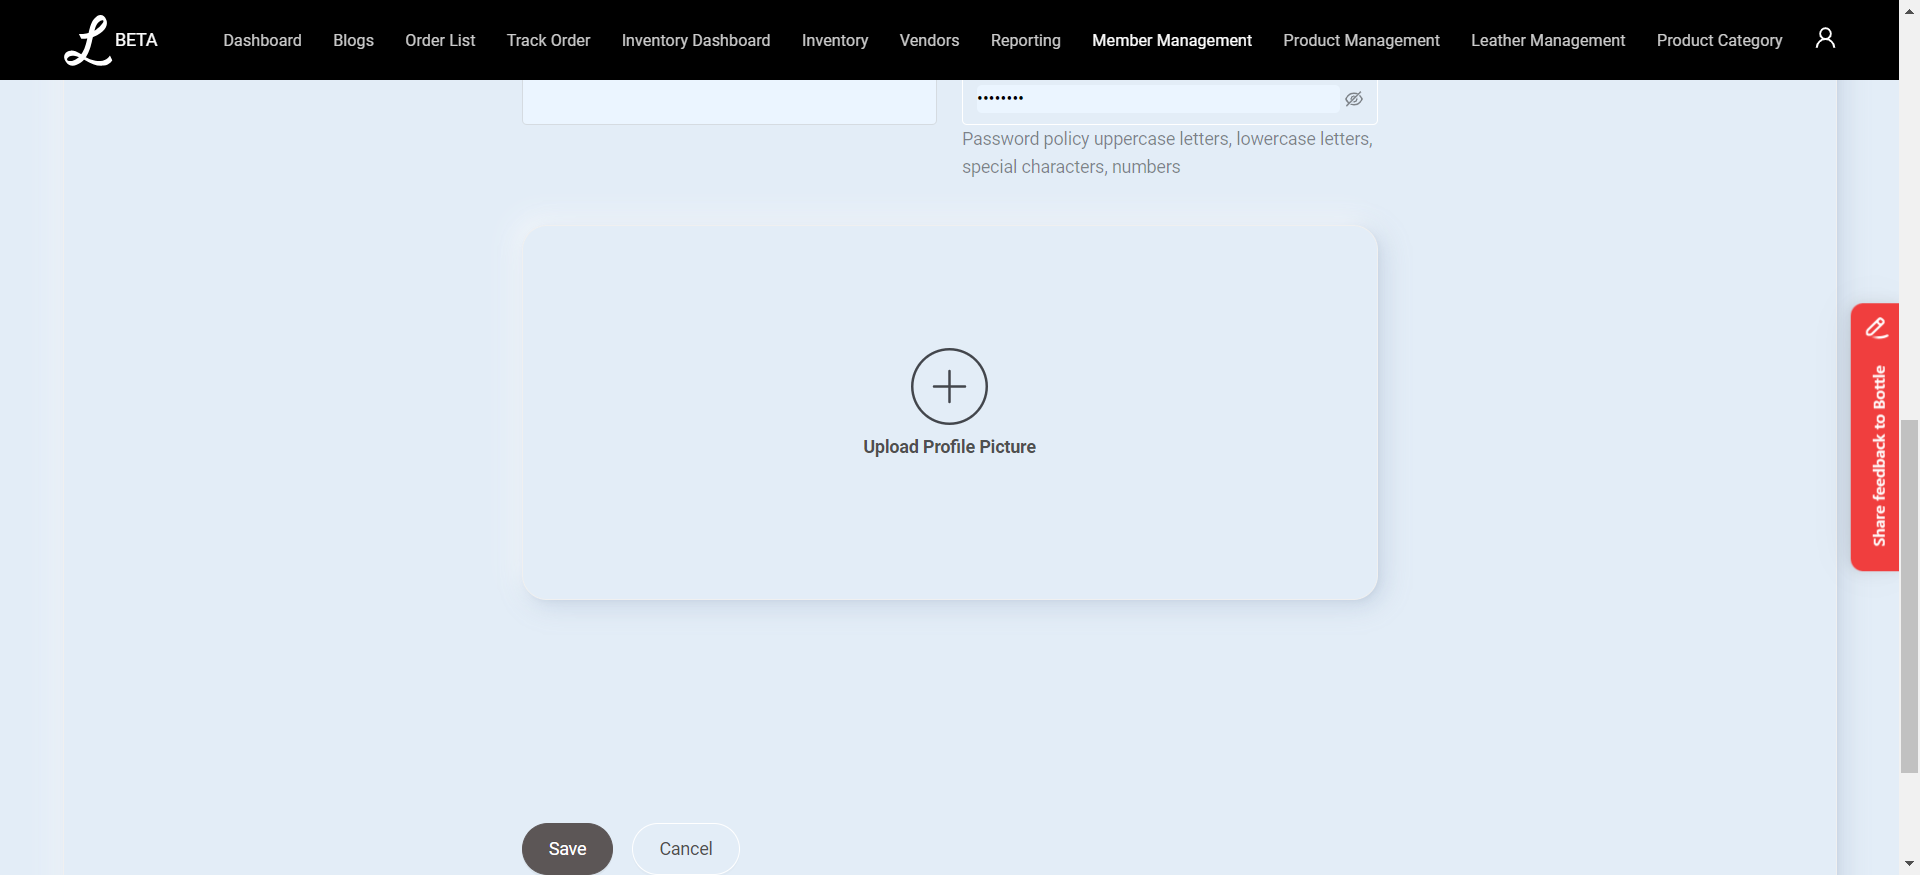 L BETA Dashboard Blogs Order List Track Order Inventory Dashboard Inventory Vendors Reporting Member Management Product Management Leather Management Product Category
••••••••
Password policy uppercase letters, lowercase letters,
special characters, numbers
Upload Profile Picture
Share feedback to Bottle
Save Cancel